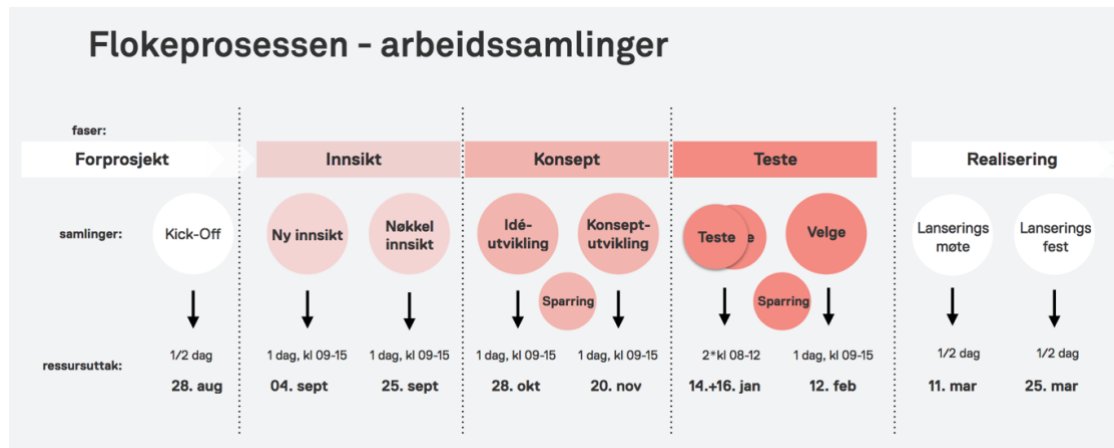 Flokeprosessen - arbeidssamlinger
faser:
Forprosjekt
Innsikt
Konsept
Teste
Realisering
samlinger:
Kick-Off
Ny innsikt
Nøkkel
innsikt
Idé-
utvikling
Konsept-
utvikling
Teste
e
Velge
Lanserings
møte
Lanserings
fest
Sparring
Sparring
ressursuttak:
1/2 dag
1 dag, kl 09-15
1 dag, kl 09-15
1 dag, kl 09-15
1 dag, kl 09-15
2*kl 08-12
1 dag, kl 09-15
1/2 dag
1/2 dag
28. aug
04. sept
25. sept
28. okt
20. nov
14.+16. jan
12. feb
11. mar
25. mar